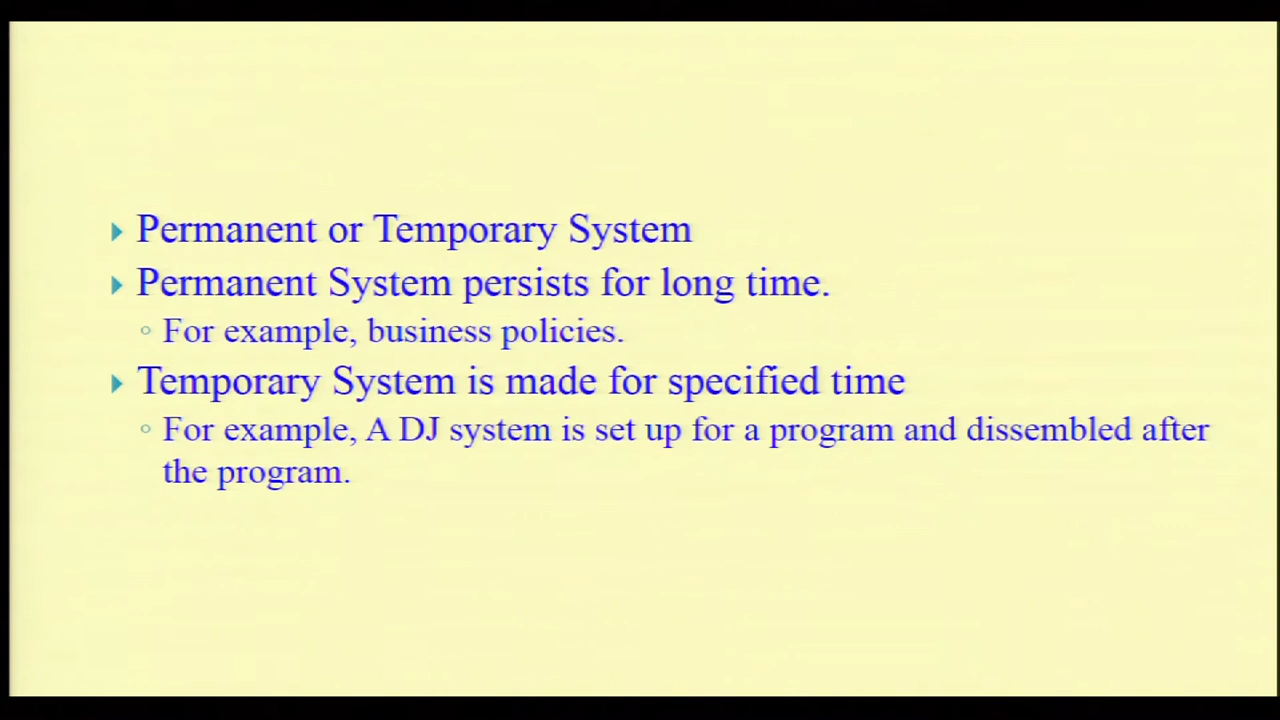 Permanent or Temporary System
Permanent System persists for long time.
For example, business policies.
Temporary System is made for specified time
For example, A DJ system is set up for a program and dissembled after
the program.